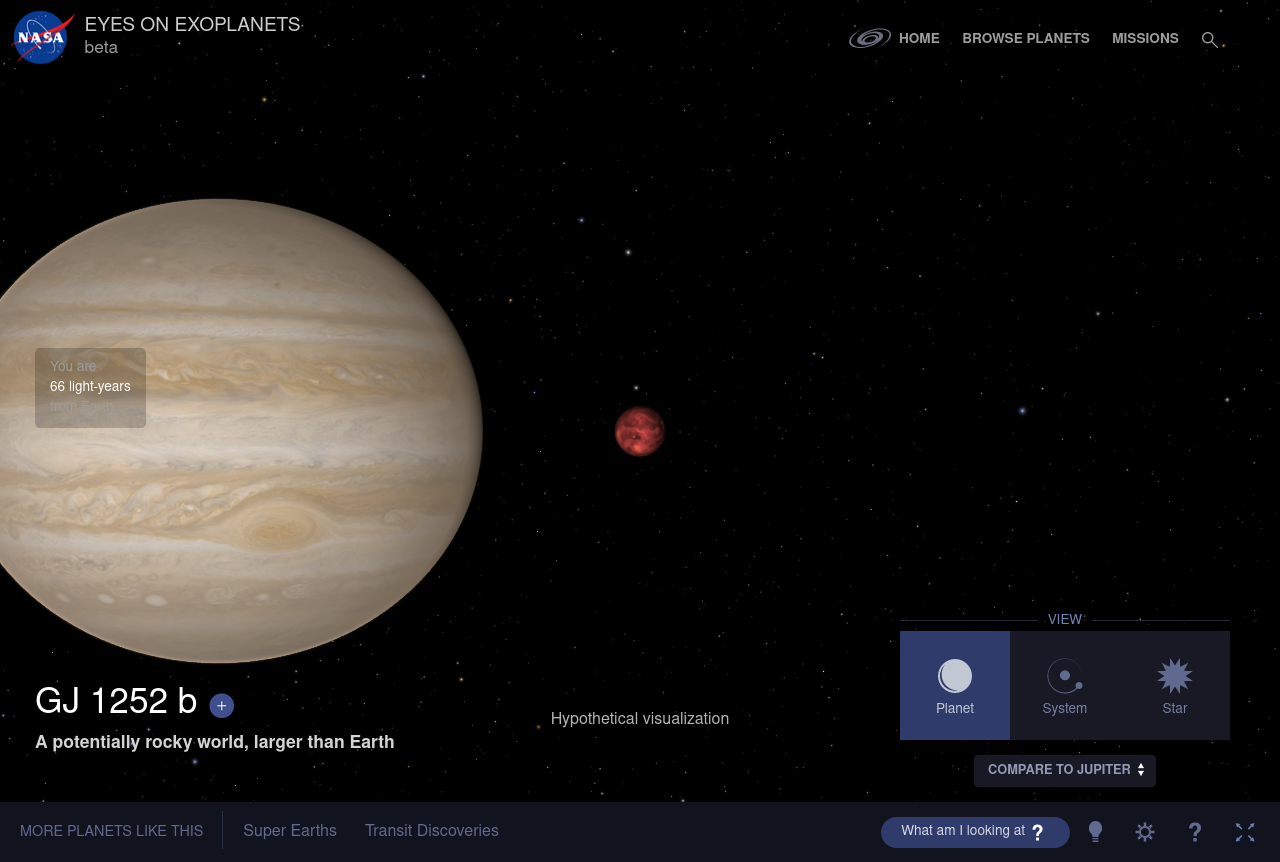 NASA
EYES ON EXOPLANETS
beta
HOME
BROWSE PLANETS
MISSIONS
You are
66 light-years
from Earth
GJ 1252 b
+
A potentially rocky world, larger than Earth
Hypothetical visualization
VIEW
Planet
System
Star
COMPARE TO JUPITER
MORE PLANETS LIKE THIS
Super Earths
Transit Discoveries
What am I looking at ?
?